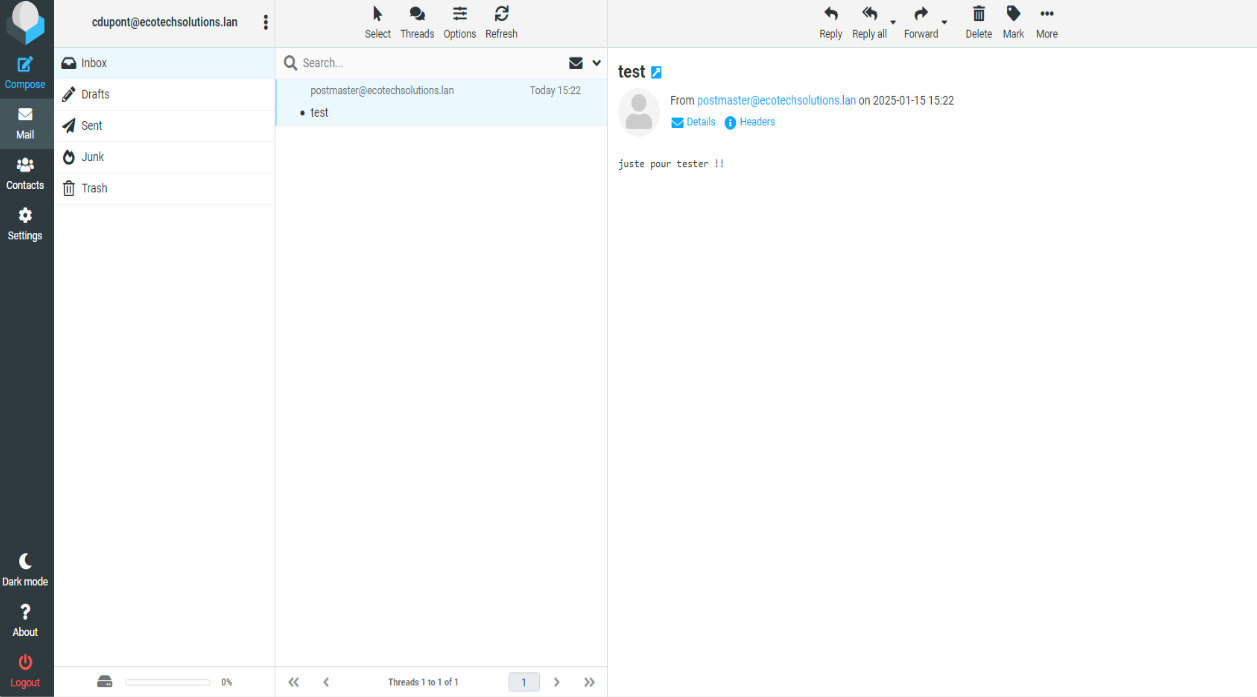 cdupont@ecotechsolutions.lan
Select Threads Options Refresh
Reply Reply all Forward Delete Mark More
Compose
Mail
Contacts
Settings
Dark mode
About
Logout
Inbox
Drafts
Sent
Junk
Trash
0%
Search...
postmaster@ecotechsolutions.lan Today 15:22
• test
Threads 1 to 1 of 1 1
test
From postmaster@ecotechsolutions.lan on 2025-01-15 15:22
Details Headers
juste pour tester !!